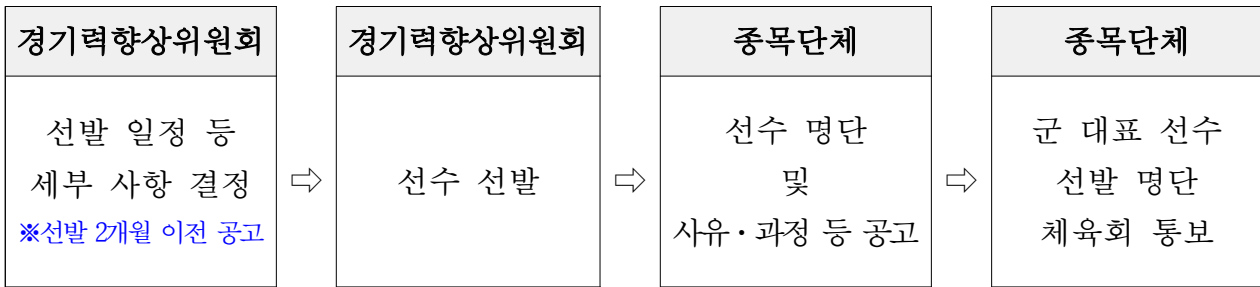 경기력향상위원회
선발 일정 등
세부 사항 결정
※선발 2개월 이전 공고
⇨
경기력향상위원회
선수 선발
⇨
종목단체
선수 명단
및
사유·과정 등 공고
⇨
종목단체
군 대표 선수
선발 명단
체육회 통보